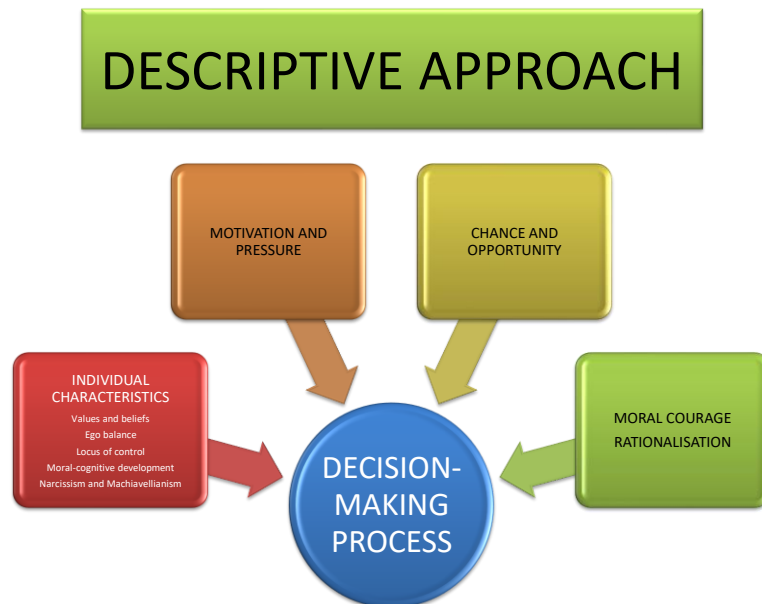 DESCRIPTIVE APPROACH
MOTIVATION AND
PRESSURE
CHANCE AND
OPPORTUNITY
INDIVIDUAL
CHARACTERISTICS
Values and beliefs
Ego balance
Locus of control
Moral-cognitive development
Narcissism and Machiavellianism
MORAL COURAGE
RATIONALISATION
DECISION-
MAKING
PROCESS